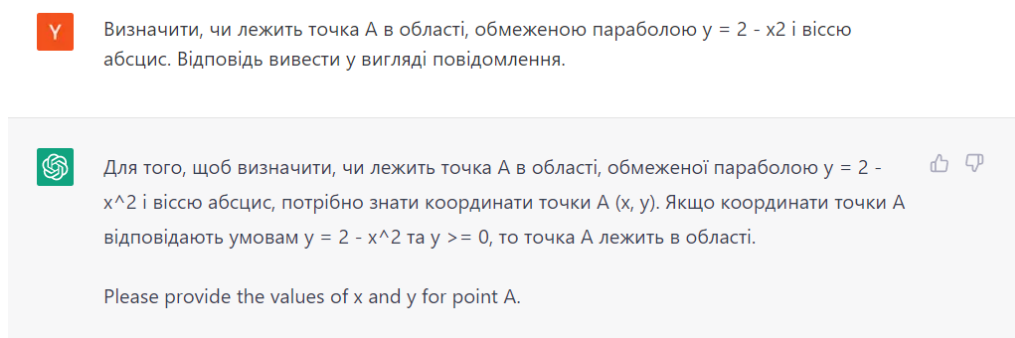 Y
Визначити, чи лежить точка А в області, обмеженою параболою y = 2 - x2 і віссю
абсцис. Відповідь вивести у вигляді повідомлення.
Для того, щоб визначити, чи лежить точка А в області, обмеженої параболою y = 2 -
x^2 і віссю абсцис, потрібно знати координати точки А (x, y). Якщо координати точки А
відповідають умовам y = 2 - x^2 та y >= 0, то точка А лежить в області.
Please provide the values of x and y for point A.